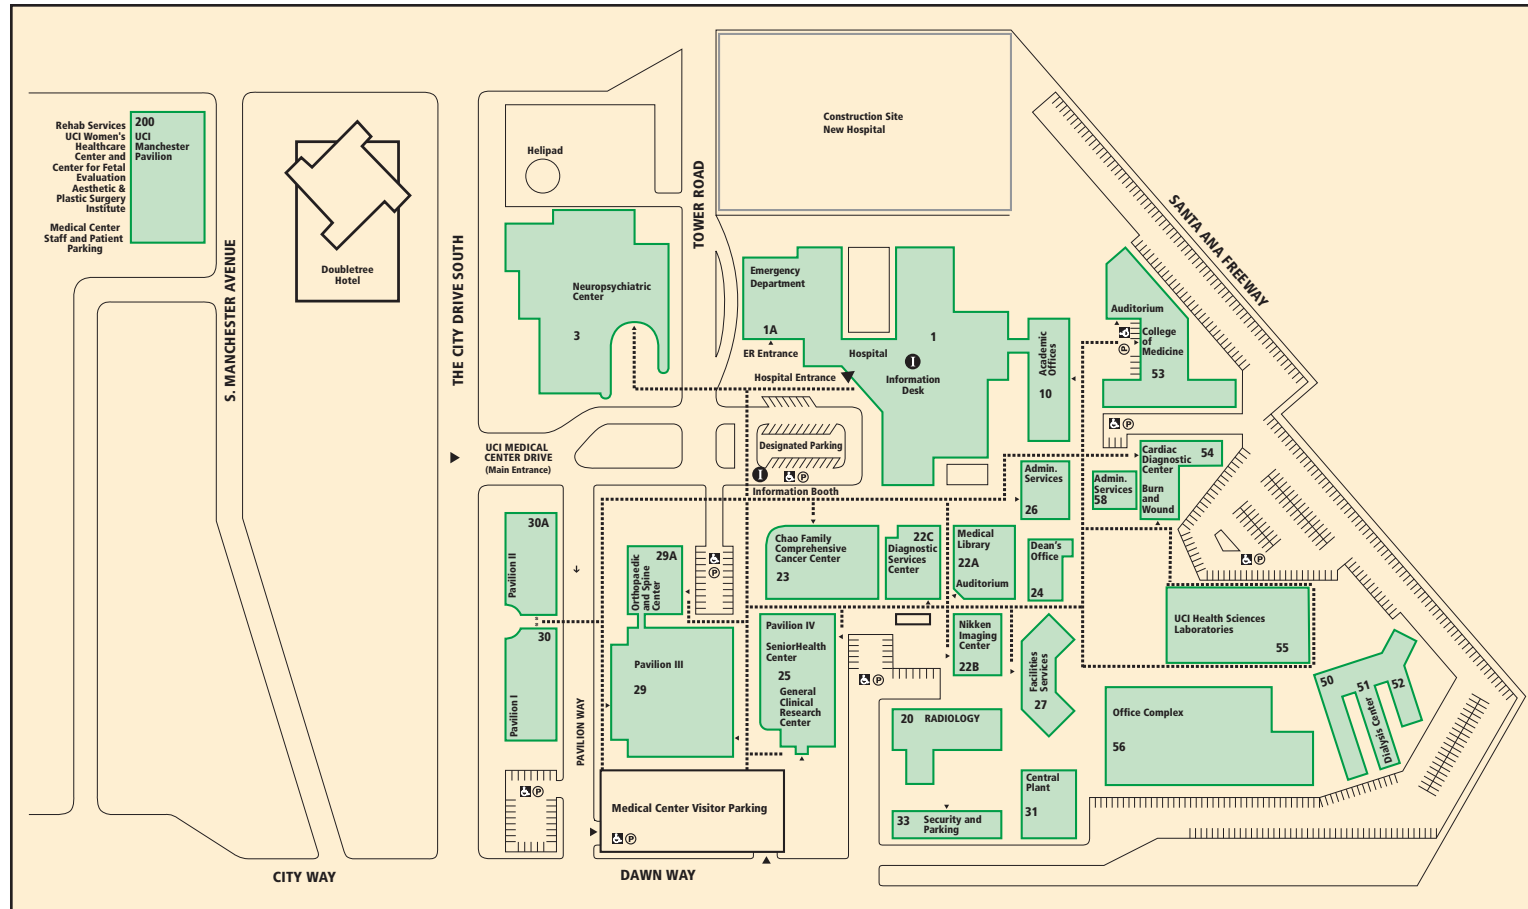 200
UCI
Manchester
Pavilion
Rehab Services
UCI Women's
Healthcare
Center and
Center for Fetal
Evaluation
Aesthetic &
Plastic Surgery
Institute
Medical Center
Staff and Patient
Parking
S. MANCHESTER AVENUE
Doubletree
Hotel
THE CITY DRIVE SOUTH
Helipad
TOWER ROAD
Construction Site
New Hospital
SANTA ANA FREEWAY
Neuropsychiatric
Center
3
Emergency
Department
1A
ER Entrance
Hospital
1
I
Information
Desk
Hospital Entrance
Academic
Offices
10
Auditorium
P
College
of
Medicine
53
P
UCI MEDICAL
CENTER DRIVE
(Main Entrance)
Designated Parking
I
P
Information Booth
Admin.
Services
26
Admin.
Services
58
Cardiac
Diagnostic
Center
54
Burn
and
Wound
P
30A
Pavilion II
30
Pavilion I
29A
Orthopaedic
and Spine
Center
P
Chao Family
Comprehensive
Cancer Center
23
22C
Diagnostic
Services
Center
Medical
Library
22A
Auditorium
Dean's
Office
24
UCI Health Sciences
Laboratories
55
Pavilion III
29
Pavilion IV
SeniorHealth
Center
25
General
Clinical
Research
Center
P
Nikken
Imaging
Center
22B
Facilities
Services
27
20 RADIOLOGY
Office Complex
56
50
51
52
Dialysis Center
PAVILION WAY
P
Medical Center Visitor Parking
P
33
Security and
Parking
Central
Plant
31
CITY WAY
DAWN WAY